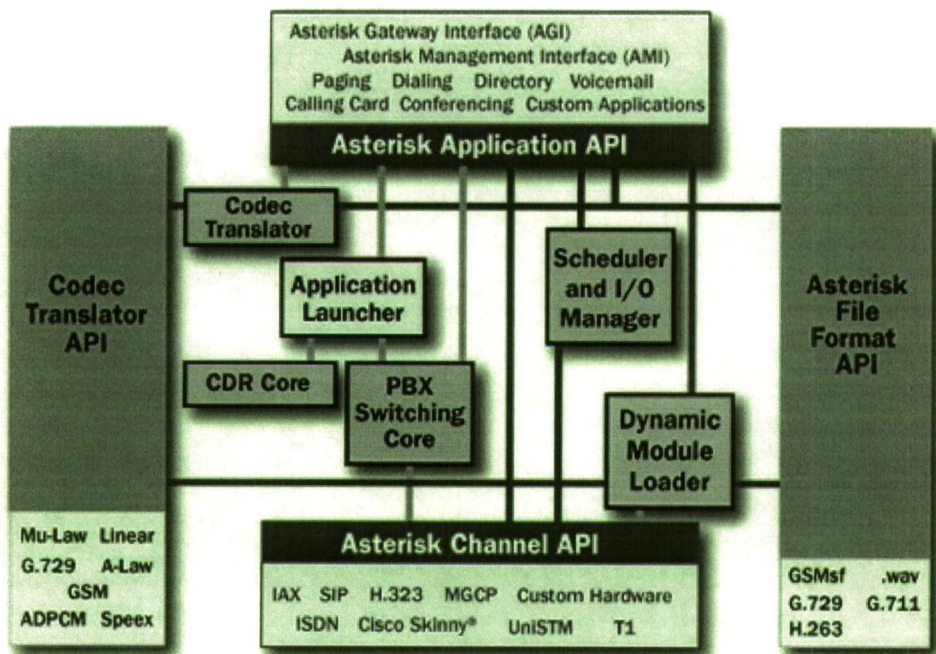 Asterisk Gateway Interface (AGI)
Asterisk Management Interface (AMI)
Paging Dialing Directory Voicemail
Calling Card Conferencing Custom Applications
Asterisk Application API
Codec
Translator
Codec
Translator
API
Application
Launcher
Scheduler
and I/O
Manager
Asterisk
File
Format
API
CDR Core
PBX
Switching
Core
Dynamic
Module
Loader
Mu-Law Linear
G.729 A-Law
GSM
ADPCM Speex
Asterisk Channel API
IAX SIP H.323 MGCP Custom Hardware
ISDN Cisco Skinny® UniSTM T1
GSMsf .wav
G.729 G.711
H.263